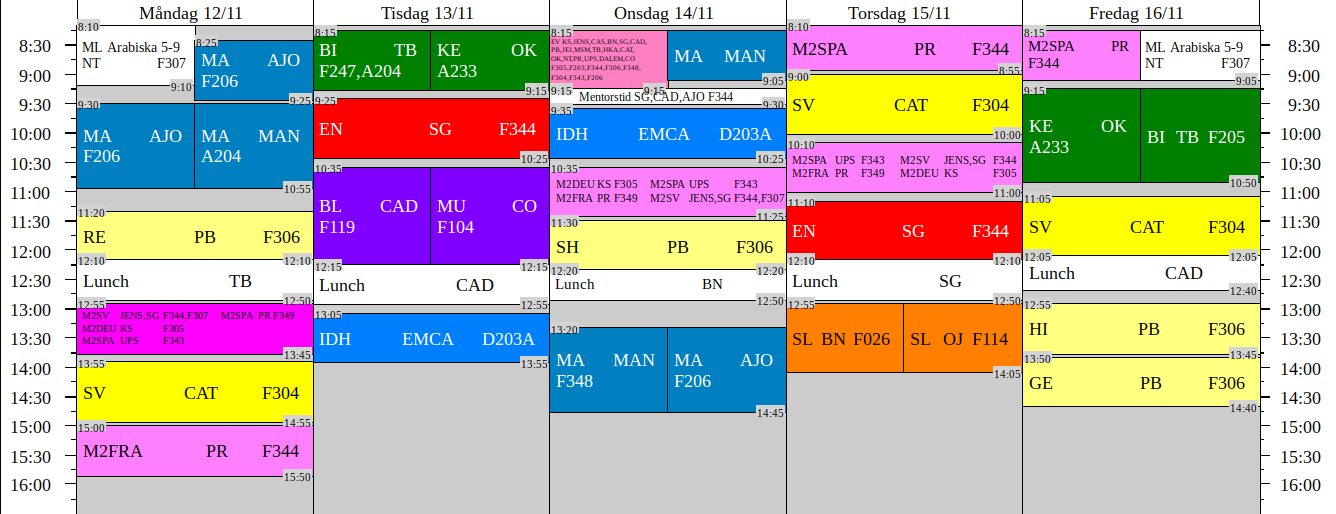 Måndag 12/11
Tisdag 13/11
Onsdag 14/11
Torsdag 15/11
Fredag 16/11
8:30
9:00
9:30
10:00
10:30
11:00
11:30
12:00
12:30
13:00
13:30
14:00
14:30
15:00
15:30
16:00
8:10
ML Arabiska 5-9
NT F307
9:10
8:25
MA AJO
F206
9:25
9:30
MA AJO
F206
MA MAN
A204
10:55
11:20
RE PB F306
12:10 12:10
Lunch TB
12:50
12:55
M2SV JENS,SG F344,F307 M2SPA PR F349
M2DEU KS F305
M2SPA UPS F343
13:45
13:55
SV CAT F304
14:55
15:00
M2FRA PR F344
15:50
8:15
BI TB
F247,A204
KE OK
A233
9:15
9:25
EN SG F344
10:25
10:35
BL CAD
F119
MU CO
F104
12:15 12:15
Lunch CAD
12:55
13:05
IDH EMCA D203A
13:55
8:15
EV KS,JENS,CAS,BN,SG,CAD,
PB,JEJ,MSM,TB,HKA,CAT,
OK,NT,PR,UPS,DALEM,CO
F305,F203,F344,F306,F348,
F304,F343,F206
9:15
MA MAN
9:05
9:15
Mentorstid SG,CAD,AJO F344
9:30
9:35
IDH EMCA D203A
10:25
10:35
M2DEU KS F305 M2SPA UPS F343
M2FRA PR F349 M2SV JENS,SG F344,F307
11:25
11:30
SH PB F306
12:20 12:20
Lunch BN
12:50
13:20
MA MAN
F348
MA AJO
F206
14:45
8:10
M2SPA PR F344
8:55
9:00
SV CAT F304
10:00
10:10
M2SPA UPS F343 M2SV JENS,SG F344
M2FRA PR F349 M2DEU KS F305
11:00
11:10
EN SG F344
12:10 12:10
Lunch SG
12:50
12:55
SL BN F026
SL OJ F114
14:05
8:15
M2SPA PR
F344
ML Arabiska 5-9
NT F307
9:05
9:15
KE OK
A233
BI TB F205
10:50
11:05
SV CAT F304
12:05 12:05
Lunch CAD
12:40
12:55
HI PB F306
13:45
13:50
GE PB F306
14:40
8:30
9:00
9:30
10:00
10:30
11:00
11:30
12:00
12:30
13:00
13:30
14:00
14:30
15:00
15:30
16:00